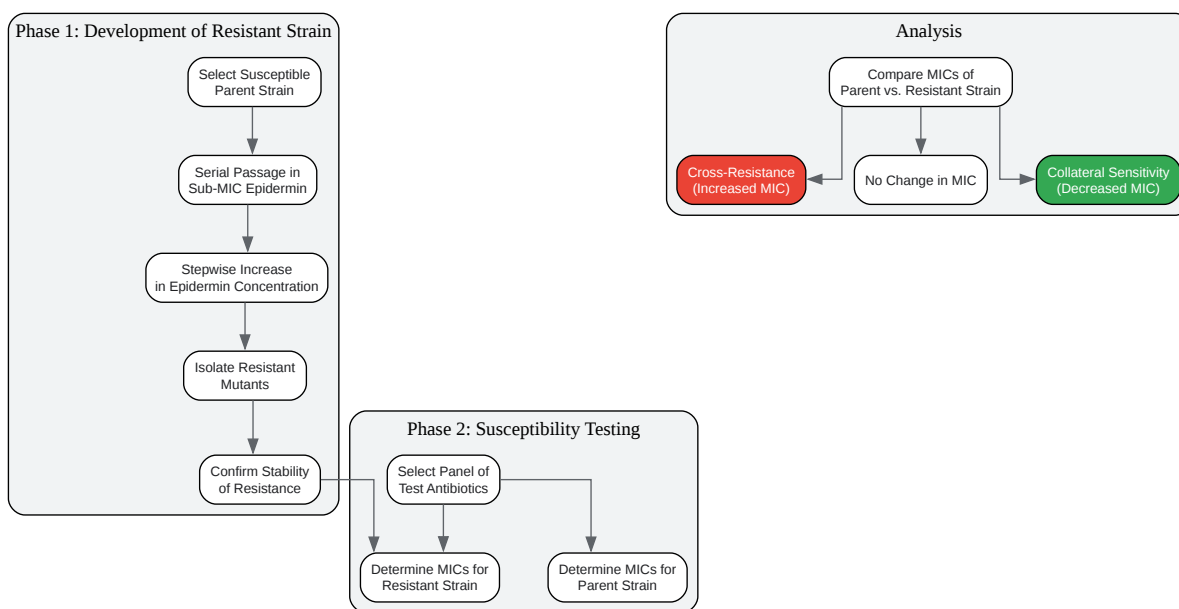 Phase 1: Development of Resistant Strain
Select Susceptible
Parent Strain
Serial Passage in
Sub-MIC Epidermin
Stepwise Increase
in Epidermin Concentration
Isolate Resistant
Mutants
Confirm Stability
of Resistance
Phase 2: Susceptibility Testing
Select Panel of
Test Antibiotics
Determine MICs for
Resistant Strain
Determine MICs for
Parent Strain
Analysis
Compare MICs of
Parent vs. Resistant Strain
Cross-Resistance
(Increased MIC)
No Change in MIC
Collateral Sensitivity
(Decreased MIC)